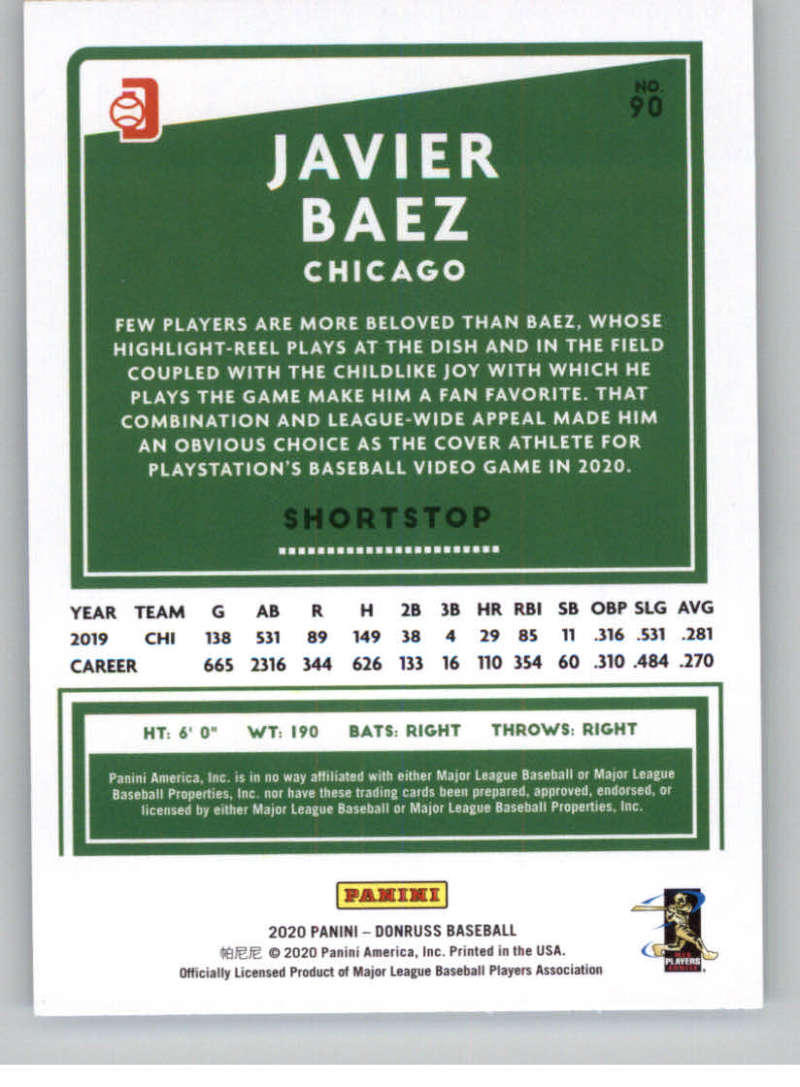 NO.
90
JAVIER
BAEZ
CHICAGO
FEW PLAYERS ARE MORE BELOVED THAN BAEZ, WHOSE
HIGHLIGHT-REEL PLAYS AT THE DISH AND IN THE FIELD
COUPLED WITH THE CHILDLIKE JOY WITH WHICH HE
PLAYS THE GAME MAKE HIM A FAN FAVORITE. THAT
COMBINATION AND LEAGUE-WIDE APPEAL MADE HIM
AN OBVIOUS CHOICE AS THE COVER ATHLETE FOR
PLAYSTATION'S BASEBALL VIDEO GAME IN 2020.
SHORTSTOP
YEAR TEAM G AB R H 2B 3B HR RBI SB OBP SLG AVG
2019 CHI 138 531 89 149 38 4 29 85 11 .316 .531 .281
CAREER 665 2316 344 626 133 16 110 354 60 .310 .484 .270
HT: 6' 0" WT: 190 BATS: RIGHT THROWS: RIGHT
Panini America, Inc. is in no way affiliated with either Major League Baseball or Major League
Baseball Properties, Inc. nor have these trading cards been prepared, approved, endorsed, or
licensed by either Major League Baseball or Major League Baseball Properties, Inc.
PANINI
2020 PANINI – DONRUSS BASEBALL
帕尼尼 © 2020 Panini America, Inc. Printed in the USA.
Officially Licensed Product of Major League Baseball Players Association
MLB
PLAYERS